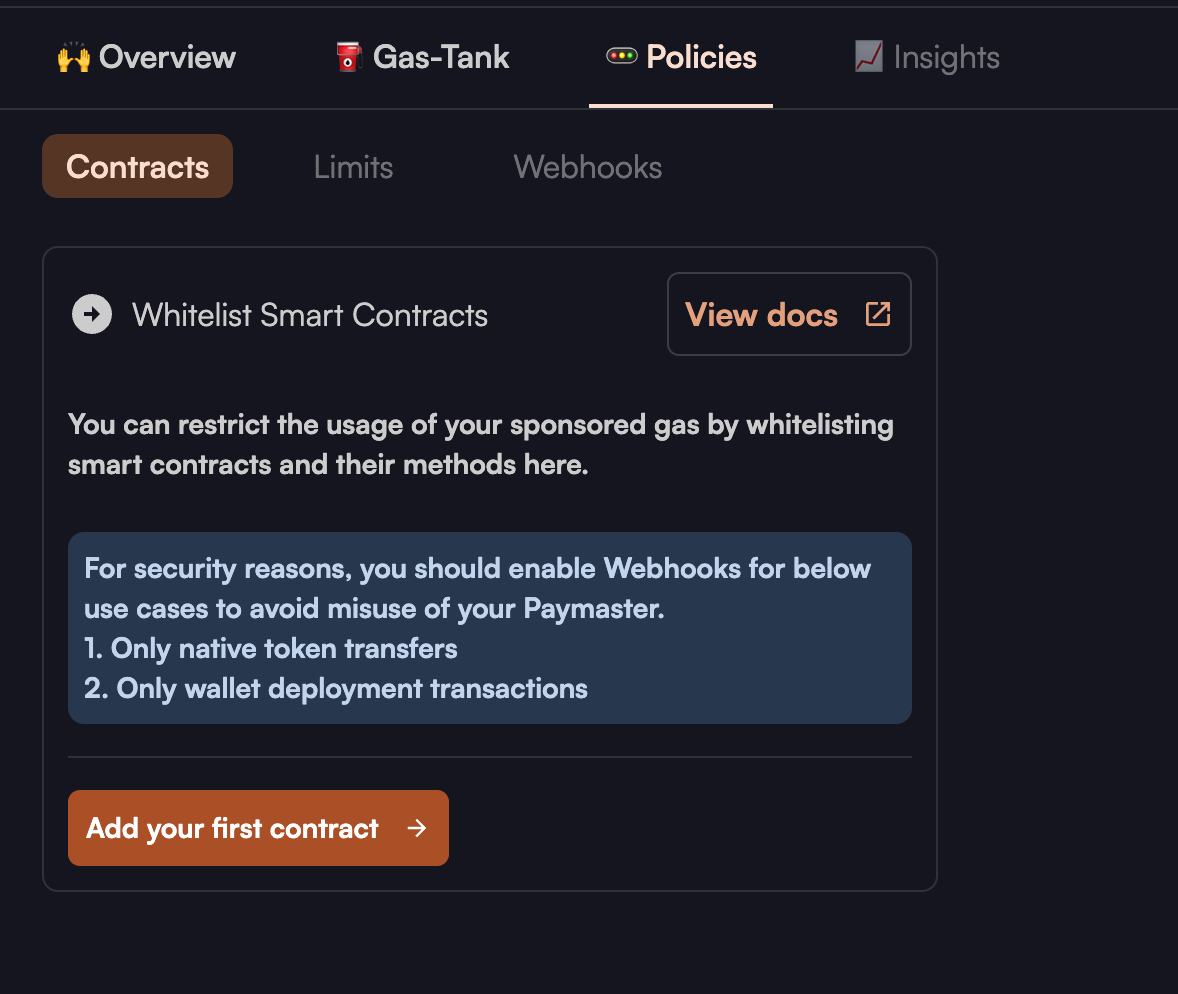 🙌 Overview
⛽ Gas-Tank
🚥 Policies
📈 Insights
Contracts
Limits
Webhooks
Whitelist Smart Contracts
View docs
You can restrict the usage of your sponsored gas by whitelisting
smart contracts and their methods here.
For security reasons, you should enable Webhooks for below
use cases to avoid misuse of your Paymaster.
1. Only native token transfers
2. Only wallet deployment transactions
Add your first contract →